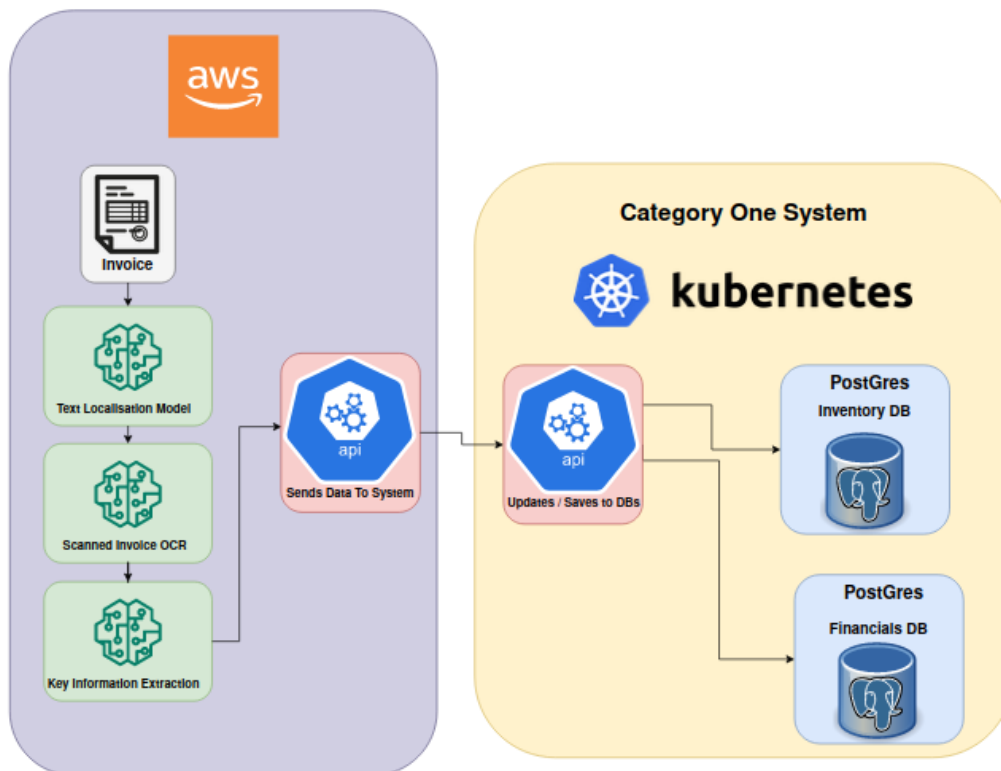 aws
Invoice
Text Localisation Model
Scanned Invoice OCR
Key Information Extraction
api
Sends Data To System
Category One System
kubernetes
api
Updates / Saves to DBs
PostGres
Inventory DB
PostGres
Financials DB